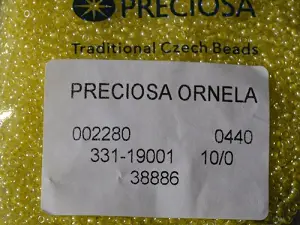 PRECIOSA
Traditional Czech Beads
PRECIOSA ORNELA
002280 0440
331-19001 10/0
38886